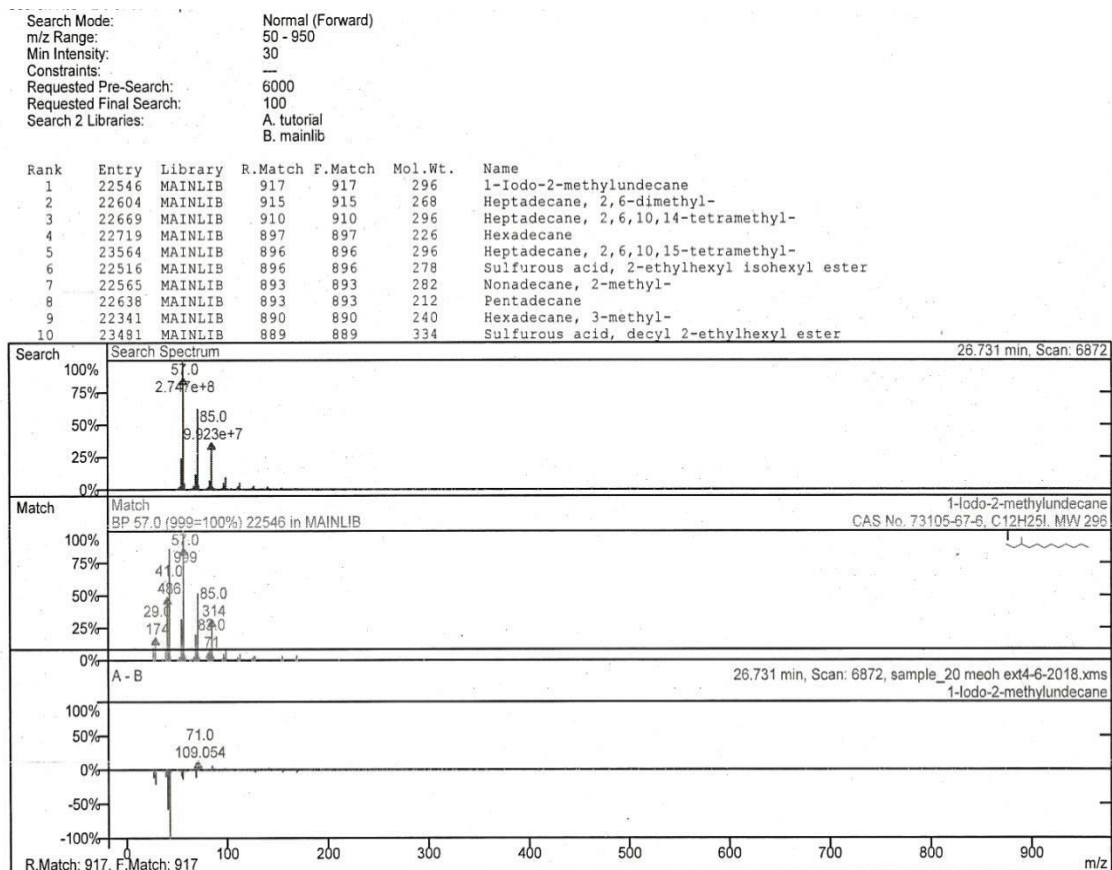 Search Mode: Normal (Forward)
m/z Range: 50 - 950
Min Intensity: 30
Constraints: ---
Requested Pre-Search: 6000
Requested Final Search: 100
Search 2 Libraries: A. tutorial
B. mainlib
Rank Entry Library R.Match F.Match Mol.Wt. Name
1 22546 MAINLIB 917 917 296 1-Iodo-2-methylundecane
2 22604 MAINLIB 915 915 268 Heptadecane, 2,6-dimethyl-
3 22669 MAINLIB 910 910 296 Heptadecane, 2,6,10,14-tetramethyl-
4 22719 MAINLIB 897 897 226 Hexadecane
5 23564 MAINLIB 896 896 296 Heptadecane, 2,6,10,15-tetramethyl-
6 22516 MAINLIB 896 896 278 Sulfurous acid, 2-ethylhexyl isohexyl ester
7 22565 MAINLIB 893 893 282 Nonadecane, 2-methyl-
8 22638 MAINLIB 893 893 212 Pentadecane
9 22341 MAINLIB 890 890 240 Hexadecane, 3-methyl-
10 23481 MAINLIB 889 889 334 Sulfurous acid, decyl 2-ethylhexyl ester
Search Search Spectrum 26.731 min, Scan: 6872
100% 57.0
75% 2.747e+8
50% 85.0
9.923e+7
25%
0%
Match Match 1-Iodo-2-methylundecane
BP 57.0 (999=100%) 22546 in MAINLIB CAS No. 73105-67-6, C12H25I, MW 296
100% 57.0
75% 999
41.0
50% 486 85.0
29.0 314
25% 174 83.0
71
0%
A - B 26.731 min, Scan: 6872, sample_20 meoh ext4-6-2018.xms
1-Iodo-2-methylundecane
100%
50% 71.0
109.054
0%
-50%
-100%
0 100 200 300 400 500 600 700 800 900
R.Match: 917, F.Match: 917 m/z